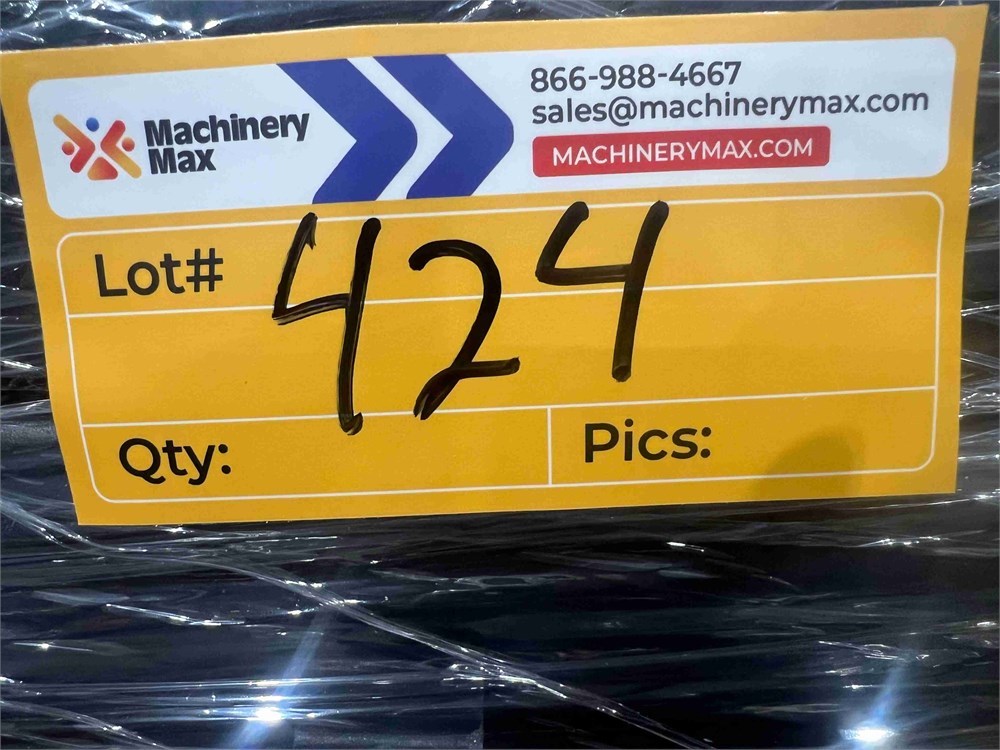 Machinery
Max
866-988-4667
sales@machinerymax.com
MACHINERYMAX.COM
Lot# 424
Qty:
Pics: